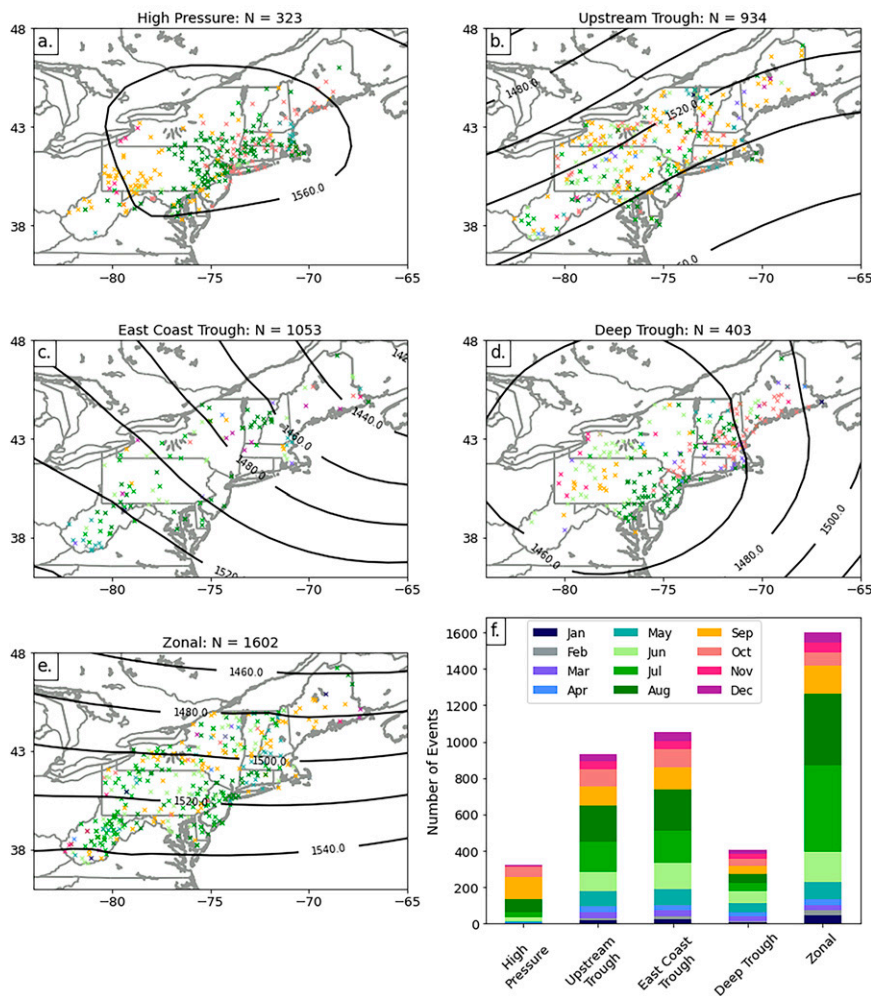 High Pressure: N = 323
a.
48
43
38
1560.0
−80
−75
−70
−65
Upstream Trough: N = 934
b.
48
43
38
1480.0
1520.0
−80
−75
−70
−65
East Coast Trough: N = 1053
c.
48
43
38
1440.0
1460.0
1480.0
−80
−75
−70
−65
Deep Trough: N = 403
d.
48
43
38
1460.0
1480.0
1500.0
−80
−75
−70
−65
Zonal: N = 1602
e.
48
43
38
1460.0
1480.0
1500.0
1520.0
1540.0
−80
−75
−70
−65
f.
Jan
Feb
Mar
Apr
May
Jun
Jul
Aug
Sep
Oct
Nov
Dec
Number of Events
1600
1400
1200
1000
800
600
400
200
0
High
Pressure
Upstream
Trough
East Coast
Trough
Deep Trough
Zonal